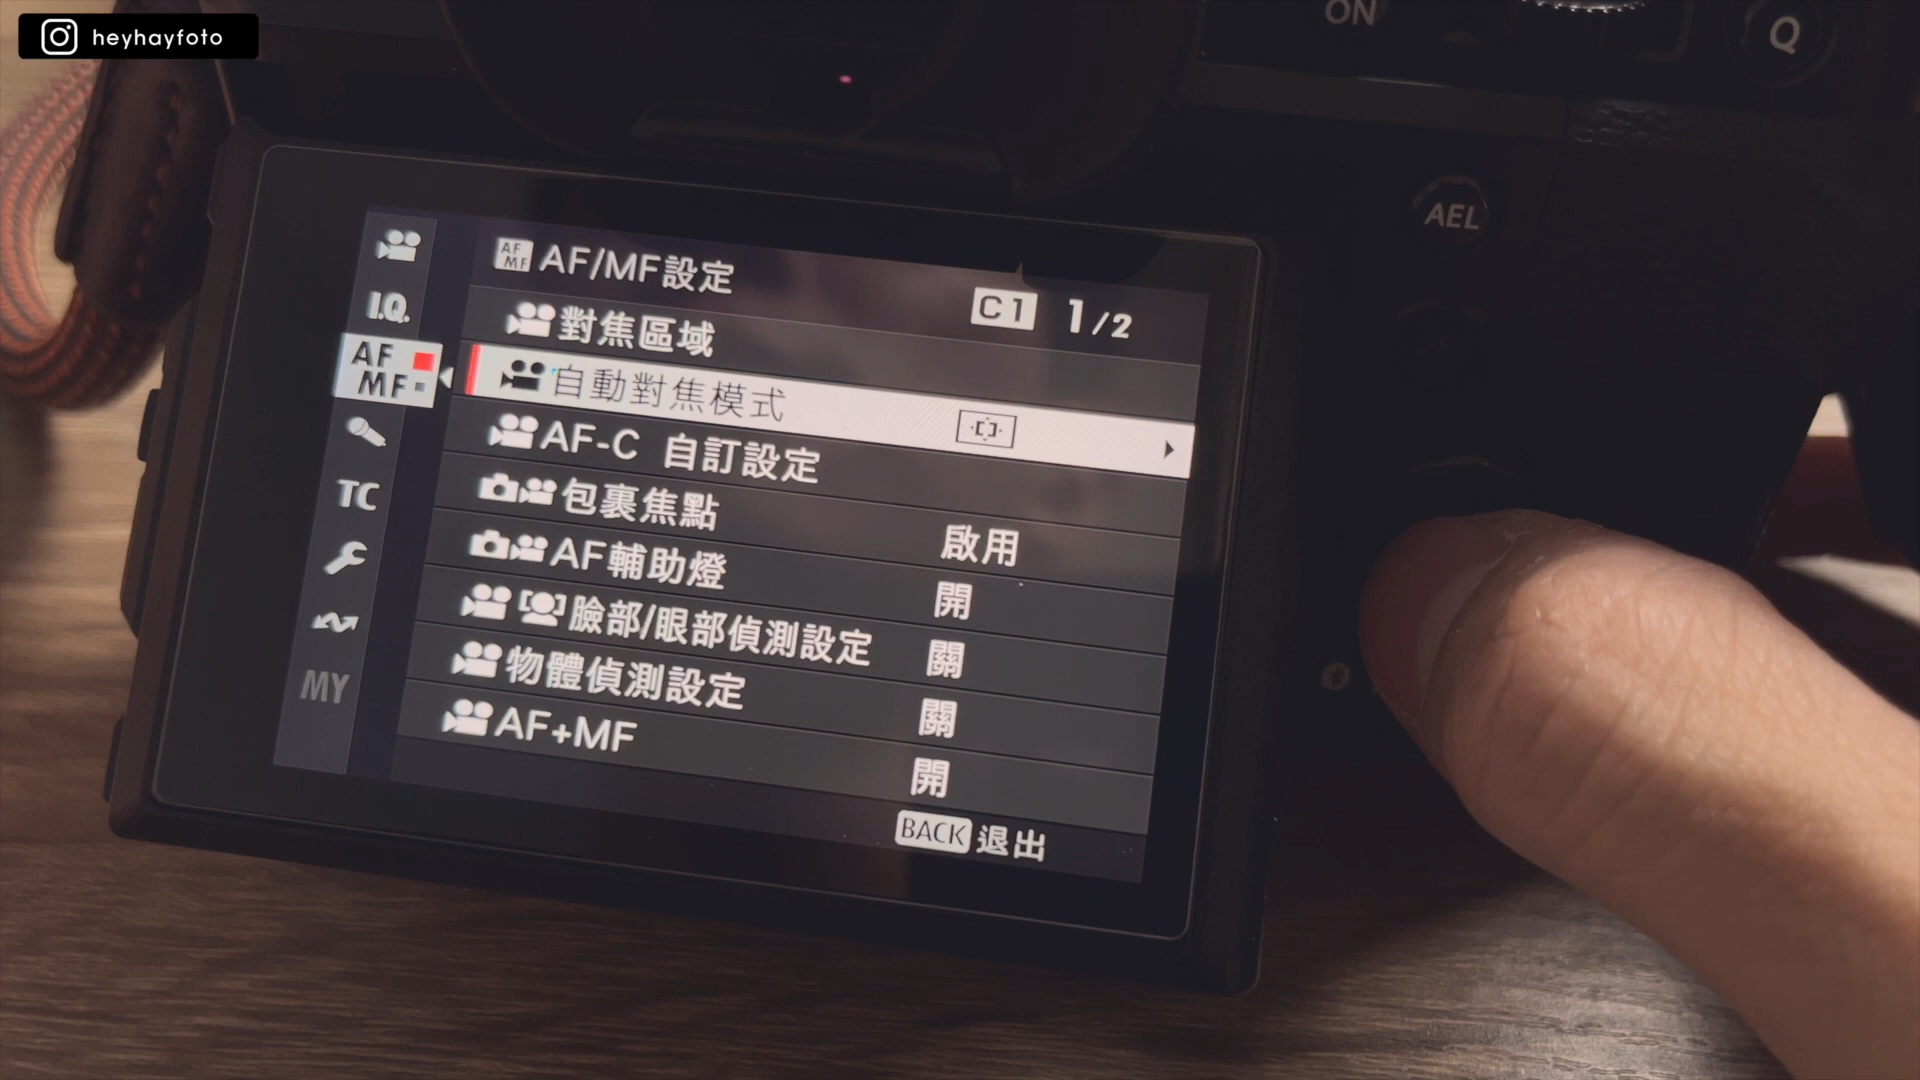 heyhayfoto
ON
Q
AEL
I.Q.
AF
MF
TC
MY
AF
MF
AF/MF設定
C1 1/2
對焦區域
自動對焦模式
AF-C 自訂設定
包裹焦點 啟用
AF輔助燈 開
臉部/眼部偵測設定 關
物體偵測設定 關
AF+MF 開
BACK 退出